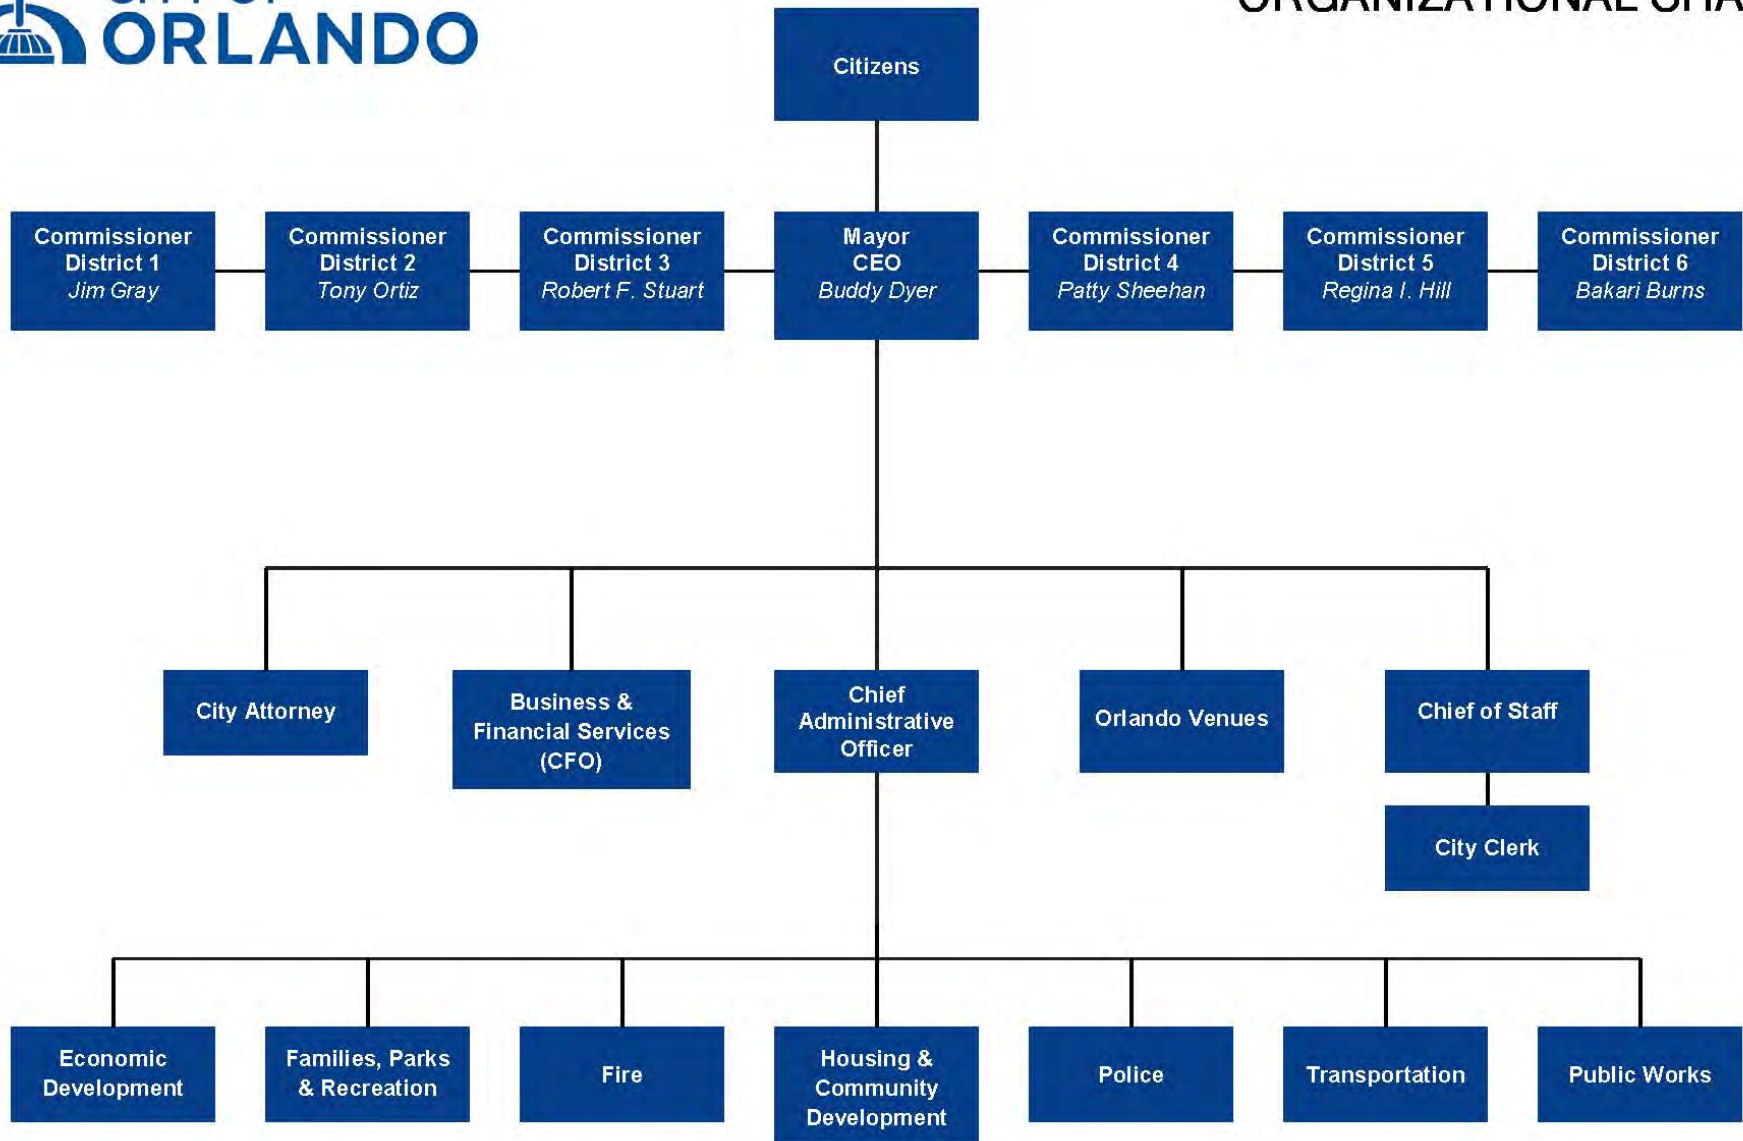 CITY OF
ORLANDO
Citizens
Commissioner
District 1
Jim Gray
Commissioner
District 2
Tony Ortiz
Commissioner
District 3
Robert F. Stuart
Mayor
CEO
Buddy Dyer
Commissioner
District 4
Patty Sheehan
Commissioner
District 5
Regina I. Hill
Commissioner
District 6
Bakari Burns
City Attorney
Business &
Financial Services
(CFO)
Chief
Administrative
Officer
Orlando Venues
Chief of Staff
City Clerk
Economic
Development
Families, Parks
& Recreation
Fire
Housing &
Community
Development
Police
Transportation
Public Works